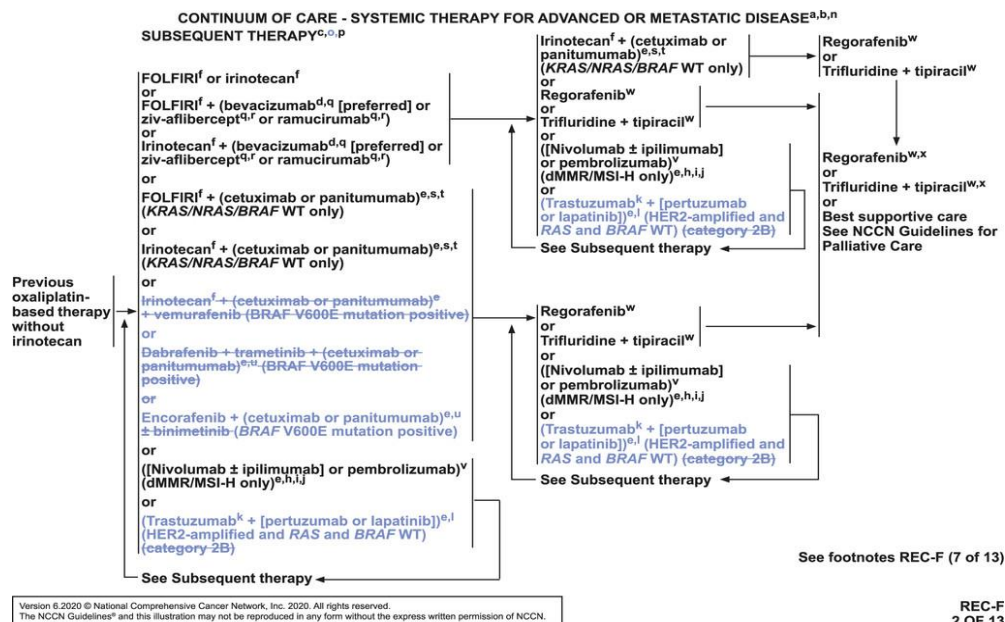 CONTINUUM OF CARE - SYSTEMIC THERAPY FOR ADVANCED OR METASTATIC DISEASEa,b,n
SUBSEQUENT THERAPYc,o,p
Previous
oxaliplatin-
based therapy
without
irinotecan
FOLFIRIf or irinotecanf
or
FOLFIRIf + (bevacizumabd,q [preferred] or
ziv-afliberceptq,r or ramucirumabq,r)
or
Irinotecanf + (bevacizumabd,q [preferred] or
ziv-afliberceptq,r or ramucirumabq,r)
or
FOLFIRIf + (cetuximab or panitumumab)e,s,t
(KRAS/NRAS/BRAF WT only)
or
Irinotecanf + (cetuximab or panitumumab)e,s,t
(KRAS/NRAS/BRAF WT only)
or
Irinotecanf + (cetuximab or panitumumab)e
+ vemurafenib (BRAF V600E mutation positive)
or
Dabrafenib + trametinib + (cetuximab or
panitumumab)e,u (BRAF V600E mutation
positive)
or
Encorafenib + (cetuximab or panitumumab)e,u
± binimetinib (BRAF V600E mutation positive)
or
([Nivolumab ± ipilimumab] or pembrolizumab)v
(dMMR/MSI-H only)e,h,i,j
or
(Trastuzumabk + [pertuzumab or lapatinib])e,l
(HER2-amplified and RAS and BRAF WT)
(category 2B)
See Subsequent therapy
Irinotecanf + (cetuximab or
panitumumab)e,s,t
(KRAS/NRAS/BRAF WT only)
or
Regorafenibw
or
Trifluridine + tipiracilw
or
([Nivolumab ± ipilimumab]
or pembrolizumab)v
(dMMR/MSI-H only)e,h,i,j
or
(Trastuzumabk + [pertuzumab
or lapatinib])e,l (HER2-amplified and
RAS and BRAF WT) (category 2B)
See Subsequent therapy
Regorafenibw
or
Trifluridine + tipiracilw
or
([Nivolumab ± ipilimumab]
or pembrolizumab)v
(dMMR/MSI-H only)e,h,i,j
or
(Trastuzumabk + [pertuzumab
or lapatinib])e,l (HER2-amplified and
RAS and BRAF WT) (category 2B)
See Subsequent therapy
Regorafenibw
or
Trifluridine + tipiracilw
Regorafenibw,x
or
Trifluridine + tipiracilw,x
or
Best supportive care
See NCCN Guidelines for
Palliative Care
See footnotes REC-F (7 of 13)
Version 6.2020 © National Comprehensive Cancer Network, Inc. 2020. All rights reserved.
The NCCN Guidelines® and this illustration may not be reproduced in any form without the express written permission of NCCN.
REC-F
2 OF 13